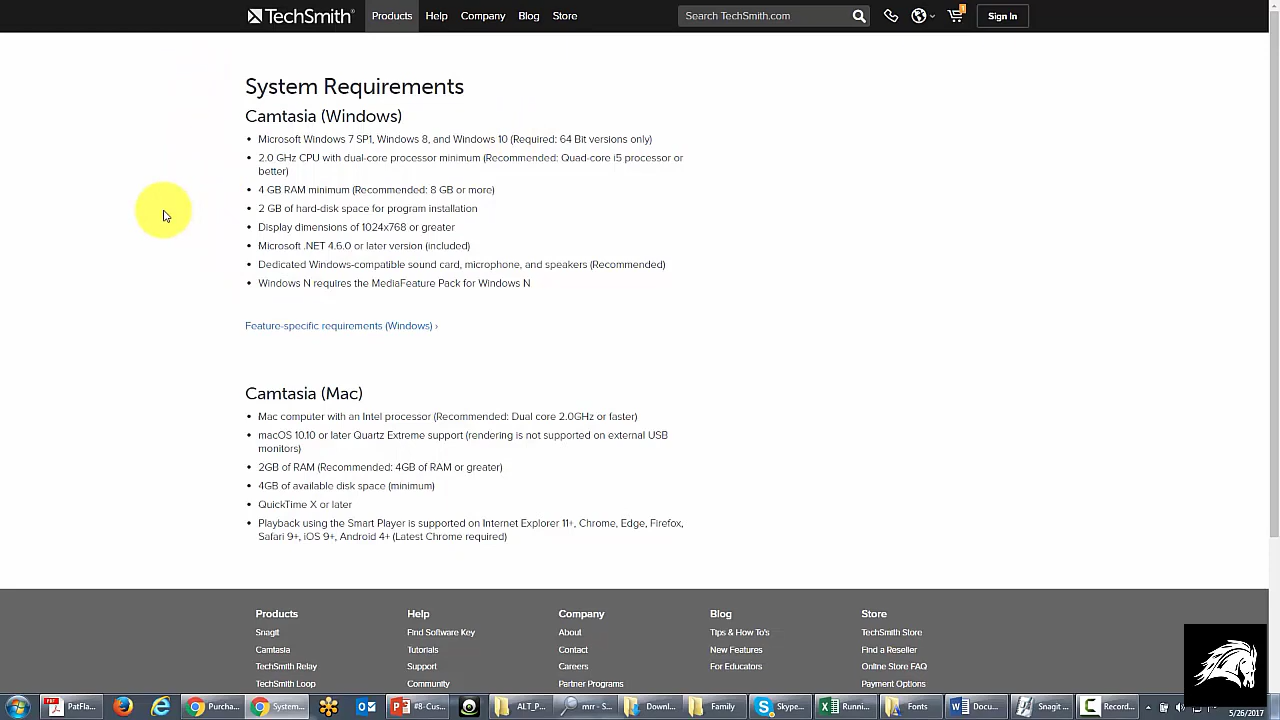 TechSmith® Products Help Company Blog Store Search TechSmith.com 1 Sign In
System Requirements
Camtasia (Windows)
• Microsoft Windows 7 SP1, Windows 8, and Windows 10 (Required: 64 Bit versions only)
• 2.0 GHz CPU with dual-core processor minimum (Recommended: Quad-core i5 processor or
better)
• 4 GB RAM minimum (Recommended: 8 GB or more)
• 2 GB of hard-disk space for program installation
• Display dimensions of 1024x768 or greater
• Microsoft .NET 4.6.0 or later version (included)
• Dedicated Windows-compatible sound card, microphone, and speakers (Recommended)
• Windows N requires the MediaFeature Pack for Windows N
Feature-specific requirements (Windows) ›
Camtasia (Mac)
• Mac computer with an Intel processor (Recommended: Dual core 2.0GHz or faster)
• macOS 10.10 or later Quartz Extreme support (rendering is not supported on external USB
monitors)
• 2GB of RAM (Recommended: 4GB of RAM or greater)
• 4GB of available disk space (minimum)
• QuickTime X or later
• Playback using the Smart Player is supported on Internet Explorer 11+, Chrome, Edge, Firefox,
Safari 9+, iOS 9+, Android 4+ (Latest Chrome required)
Products Help Company Blog Store
Snagit Find Software Key About Tips & How To's TechSmith Store
Camtasia Tutorials Contact New Features Find a Reseller
TechSmith Relay Support Careers For Educators Online Store FAQ
TechSmith Loop Community Partner Programs Payment Options
PatFla... Purcha... System... #8-Cus... ALT_P... mrr - S... Downl... Family Skype... Runni... Fonts Docu... Snagit ... Record...
5/26/2017